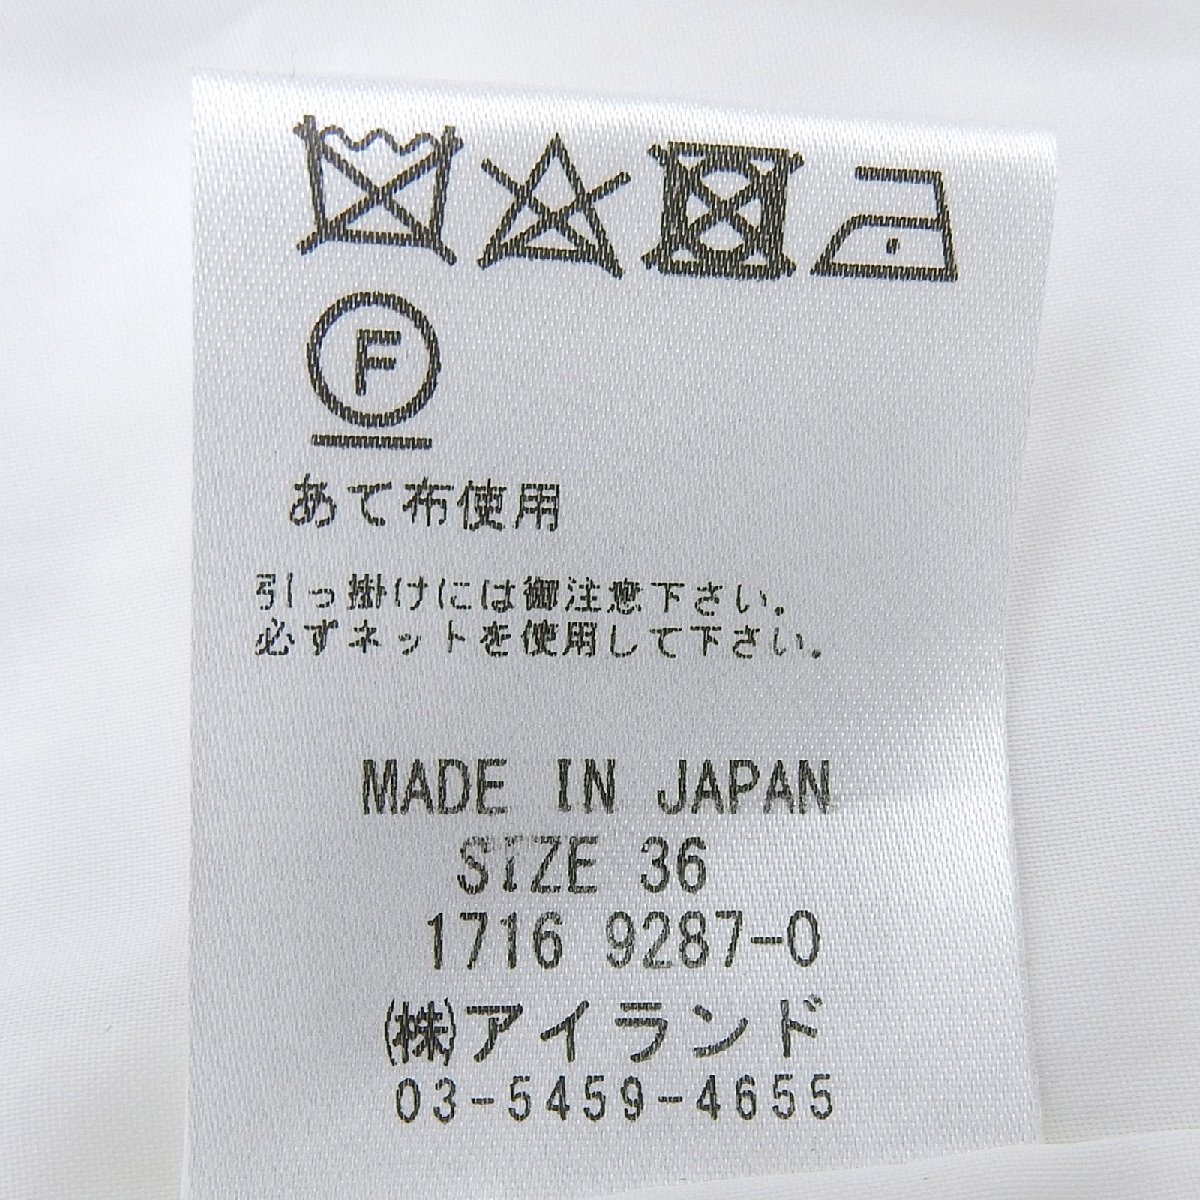 F
あて布使用
引っ掛けには御注意下さい。
必ずネットを使用して下さい。
MADE IN JAPAN
SIZE 36
1716 9287-0
(株)アイランド
03-5459-4655